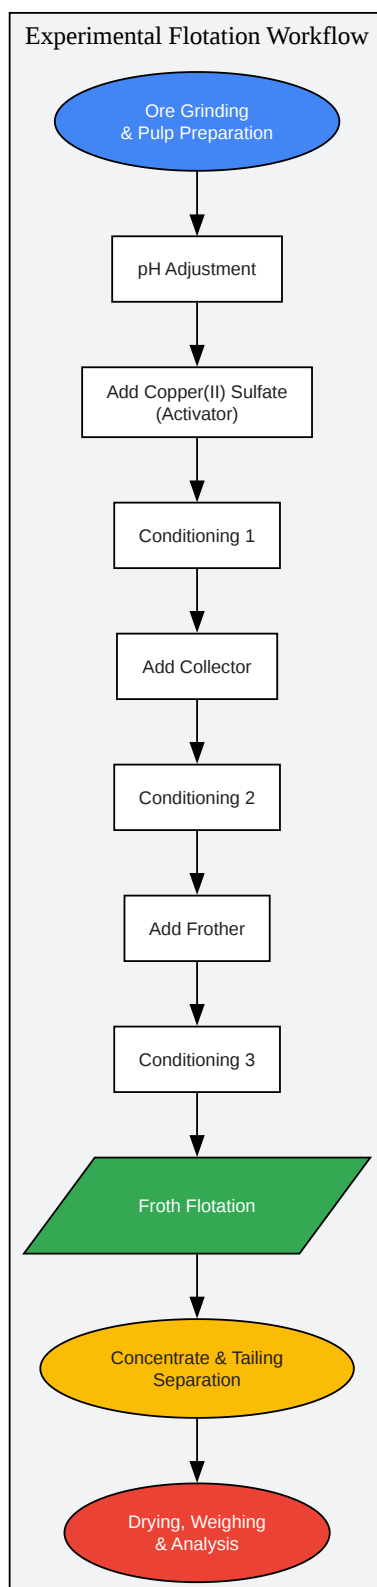 Experimental Flotation Workflow
Ore Grinding
& Pulp Preparation
pH Adjustment
Add Copper(II) Sulfate
(Activator)
Conditioning 1
Add Collector
Conditioning 2
Add Frother
Conditioning 3
Froth Flotation
Concentrate & Tailing
Separation
Drying, Weighing
& Analysis